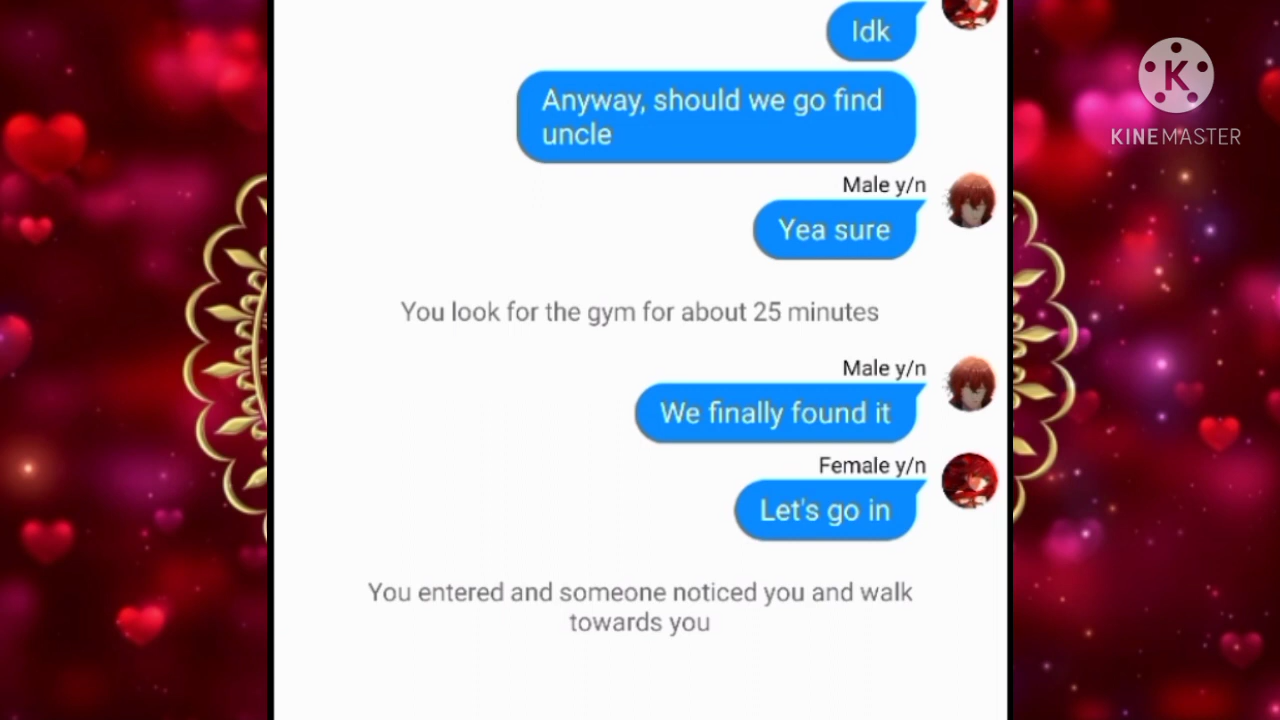 Idk
Anyway, should we go find
uncle
Male y/n
Yea sure
You look for the gym for about 25 minutes
Male y/n
We finally found it
Female y/n
Let's go in
You entered and someone noticed you and walk
towards you
K
KINEMASTER